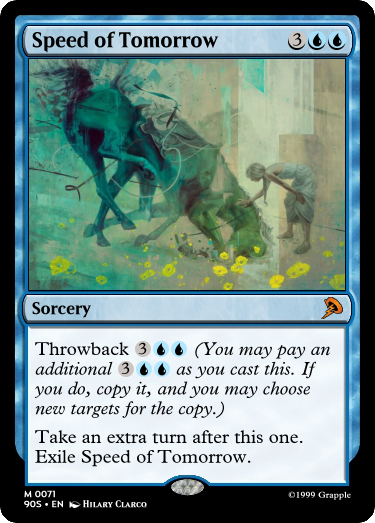 Speed of Tomorrow 3
Sorcery
Throwback 3 (You may pay an
additional 3 as you cast this. If
you do, copy it, and you may choose
new targets for the copy.)
Take an extra turn after this one.
Exile Speed of Tomorrow.
M 0071
90S • EN HILARY CLARCO
©1999 Grapple